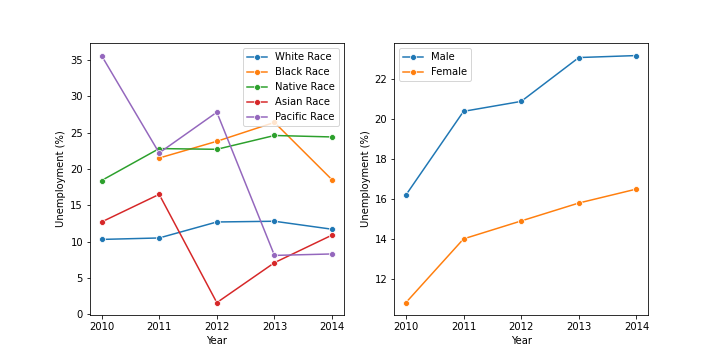 35
30
25
20
15
10
5
0
Unemployment (%)
2010 2011 2012 2013 2014
Year
White Race
Black Race
Native Race
Asian Race
Pacific Race
22
20
18
16
14
12
Unemployment (%)
2010 2011 2012 2013 2014
Year
Male
Female